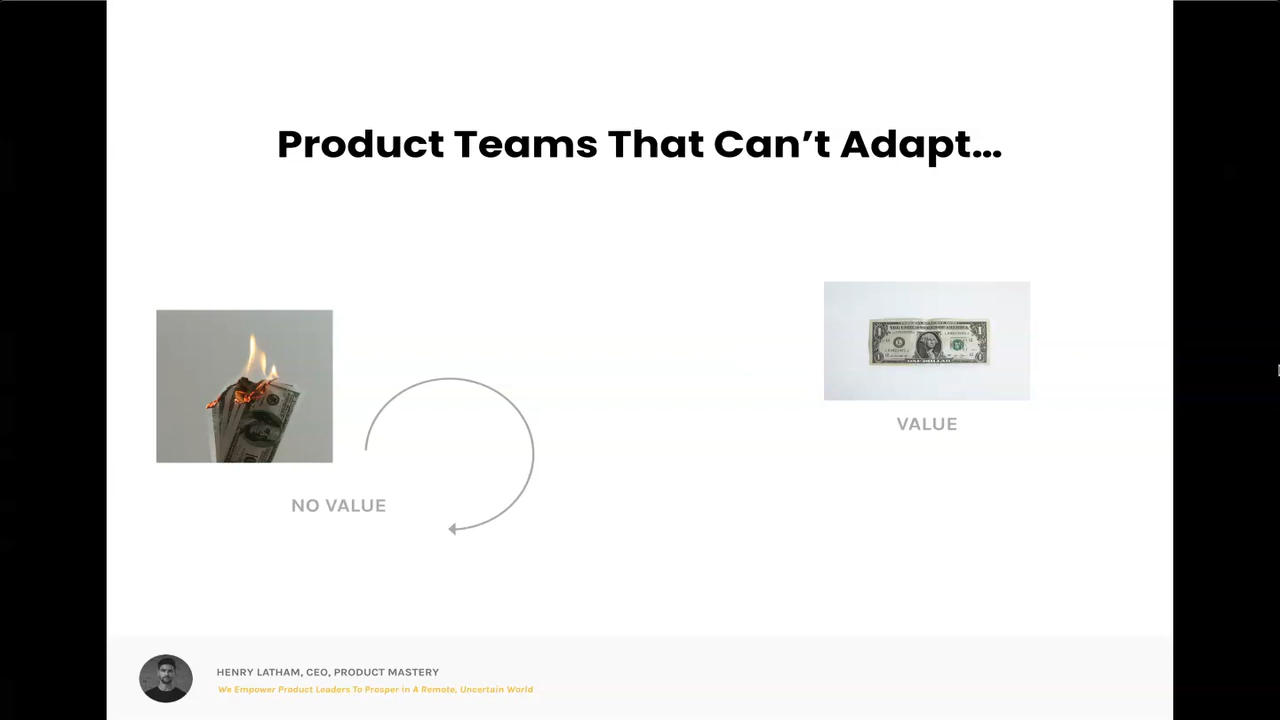 Product Teams That Can’t Adapt...
VALUE
NO VALUE
HENRY LATHAM, CEO, PRODUCT MASTERY
We Empower Product Leaders To Prosper in A Remote, Uncertain World